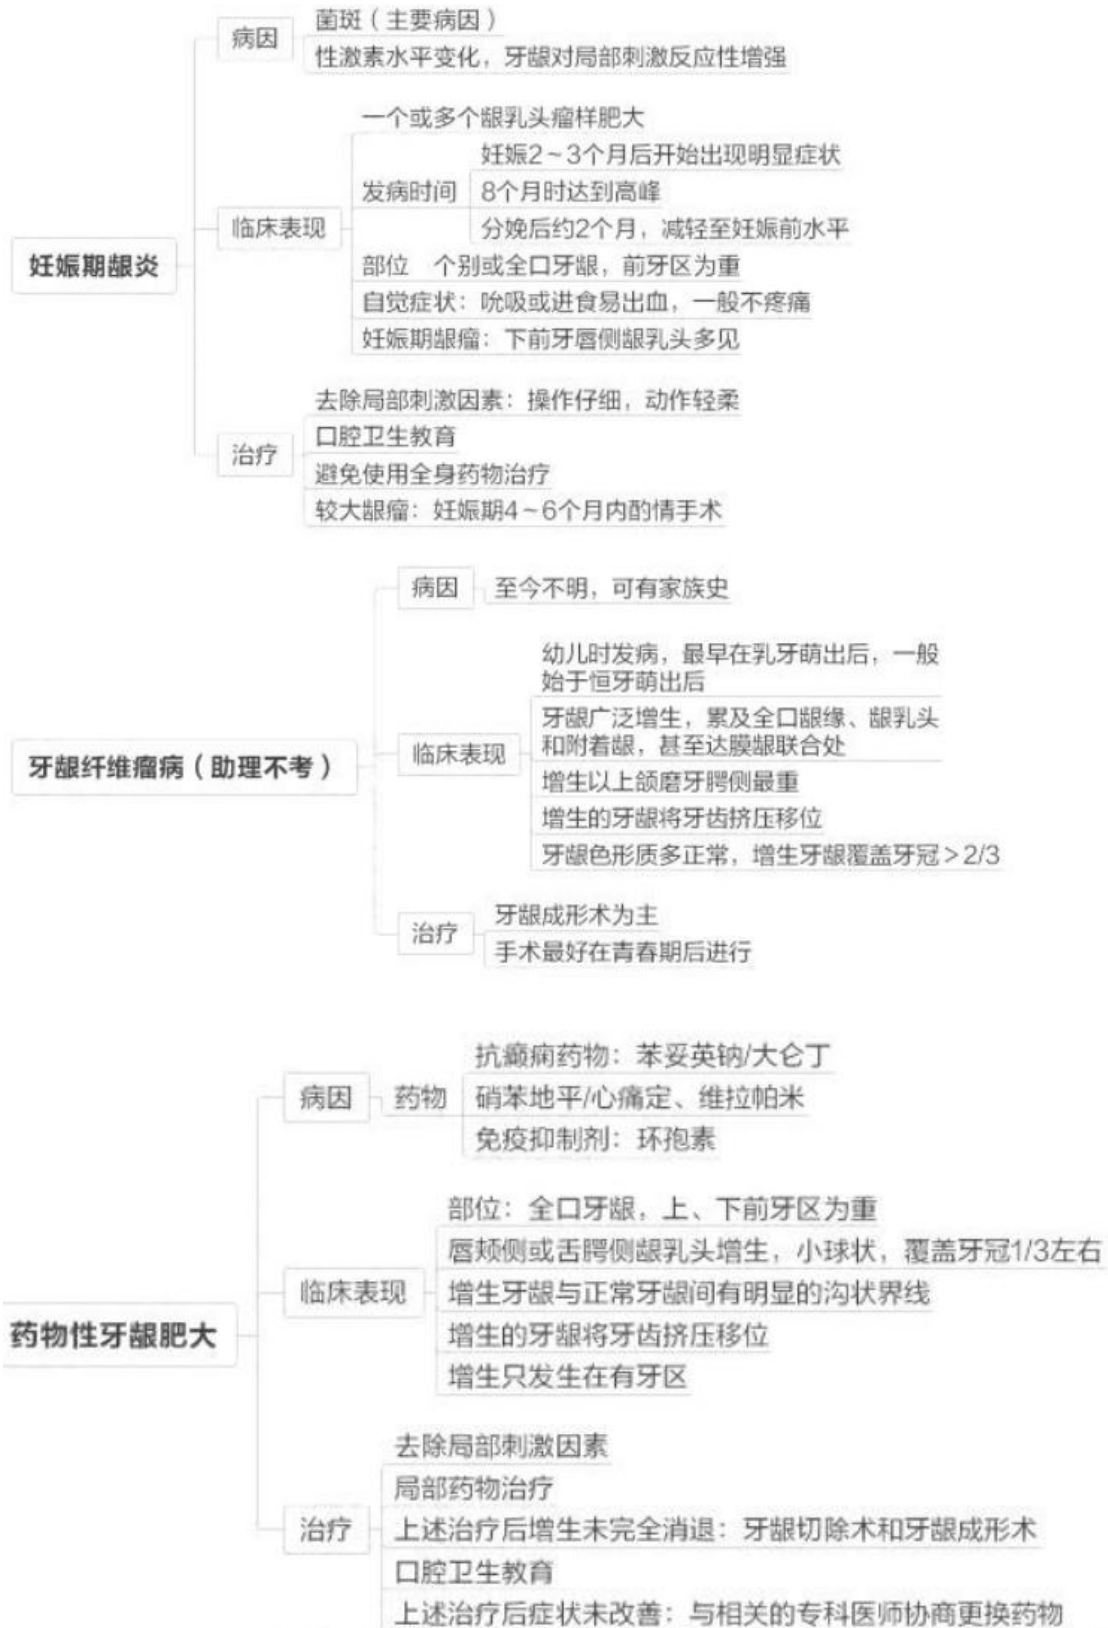 病因
菌斑（主要病因）
性激素水平变化，牙龈对局部刺激反应性增强
妊娠期龈炎
临床表现
一个或多个龈乳头瘤样肥大
发病时间
妊娠2～3个月后开始出现明显症状
8个月时达到高峰
分娩后约2个月，减轻至妊娠前水平
部位 个别或全口牙龈，前牙区为重
自觉症状：吮吸或进食易出血，一般不疼痛
妊娠期龈瘤：下前牙唇侧龈乳头多见
治疗
去除局部刺激因素：操作仔细，动作轻柔
口腔卫生教育
避免使用全身药物治疗
较大龈瘤：妊娠期4～6个月内酌情手术
牙龈纤维瘤病（助理不考）
病因
至今不明，可有家族史
临床表现
幼儿时发病，最早在乳牙萌出后，一般
始于恒牙萌出后
牙龈广泛增生，累及全口龈缘、龈乳头
和附着龈，甚至达膜龈联合处
增生以上颌磨牙腭侧最重
增生的牙龈将牙齿挤压移位
牙龈色形质多正常，增生牙龈覆盖牙冠＞2/3
治疗
牙龈成形术为主
手术最好在青春期后进行
药物性牙龈肥大
病因
药物
抗癫痫药物：苯妥英钠/大仑丁
硝苯地平/心痛定、维拉帕米
免疫抑制剂：环孢素
临床表现
部位：全口牙龈，上、下前牙区为重
唇颊侧或舌腭侧龈乳头增生，小球状，覆盖牙冠1/3左右
增生牙龈与正常牙龈间有明显的沟状界线
增生的牙龈将牙齿挤压移位
增生只发生在有牙区
治疗
去除局部刺激因素
局部药物治疗
上述治疗后增生未完全消退：牙龈切除术和牙龈成形术
口腔卫生教育
上述治疗后症状未改善：与相关的专科医师协商更换药物